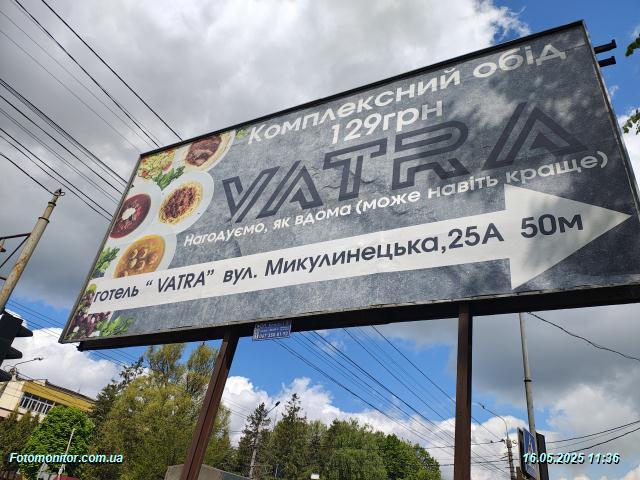 Комплексний обід
129грн
VATRA
Нагодуємо, як вдома (може навіть краще)
готель " VATRA" вул. Микулинецька,25А 50м
Fotomonitor.com.ua
16.05.2025 11:36